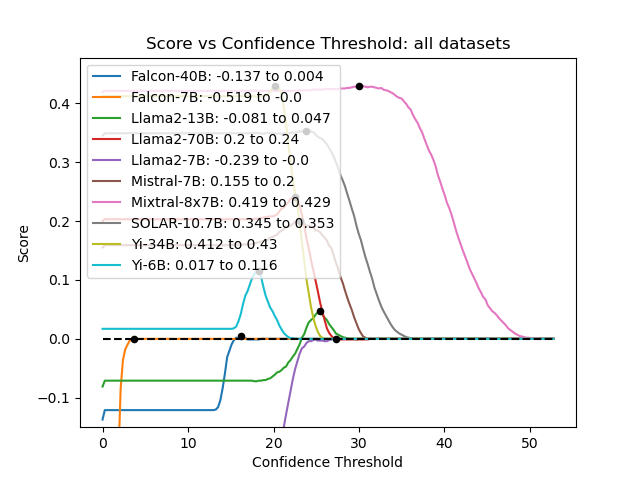 Score vs Confidence Threshold: all datasets
Falcon-40B: -0.137 to 0.004
Falcon-7B: -0.519 to -0.0
Llama2-13B: -0.081 to 0.047
Llama2-70B: 0.2 to 0.24
Llama2-7B: -0.239 to -0.0
Mistral-7B: 0.155 to 0.2
Mixtral-8x7B: 0.419 to 0.429
SOLAR-10.7B: 0.345 to 0.353
Yi-34B: 0.412 to 0.43
Yi-6B: 0.017 to 0.116
Score
0.4
0.3
0.2
0.1
0.0
−0.1
0 10 20 30 40 50
Confidence Threshold